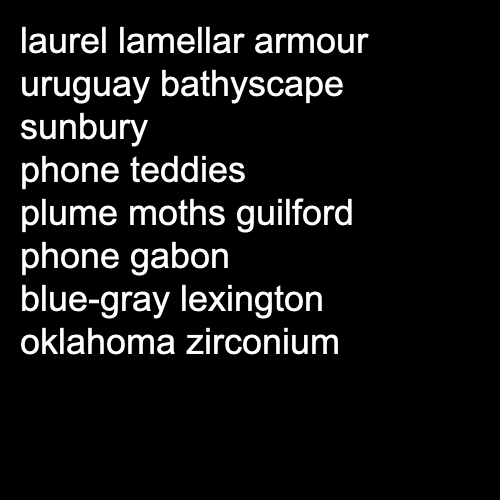 laurel lamellar armour
uruguay bathyscape
sunbury
phone teddies
plume moths guilford
phone gabon
blue-gray lexington
oklahoma zirconium